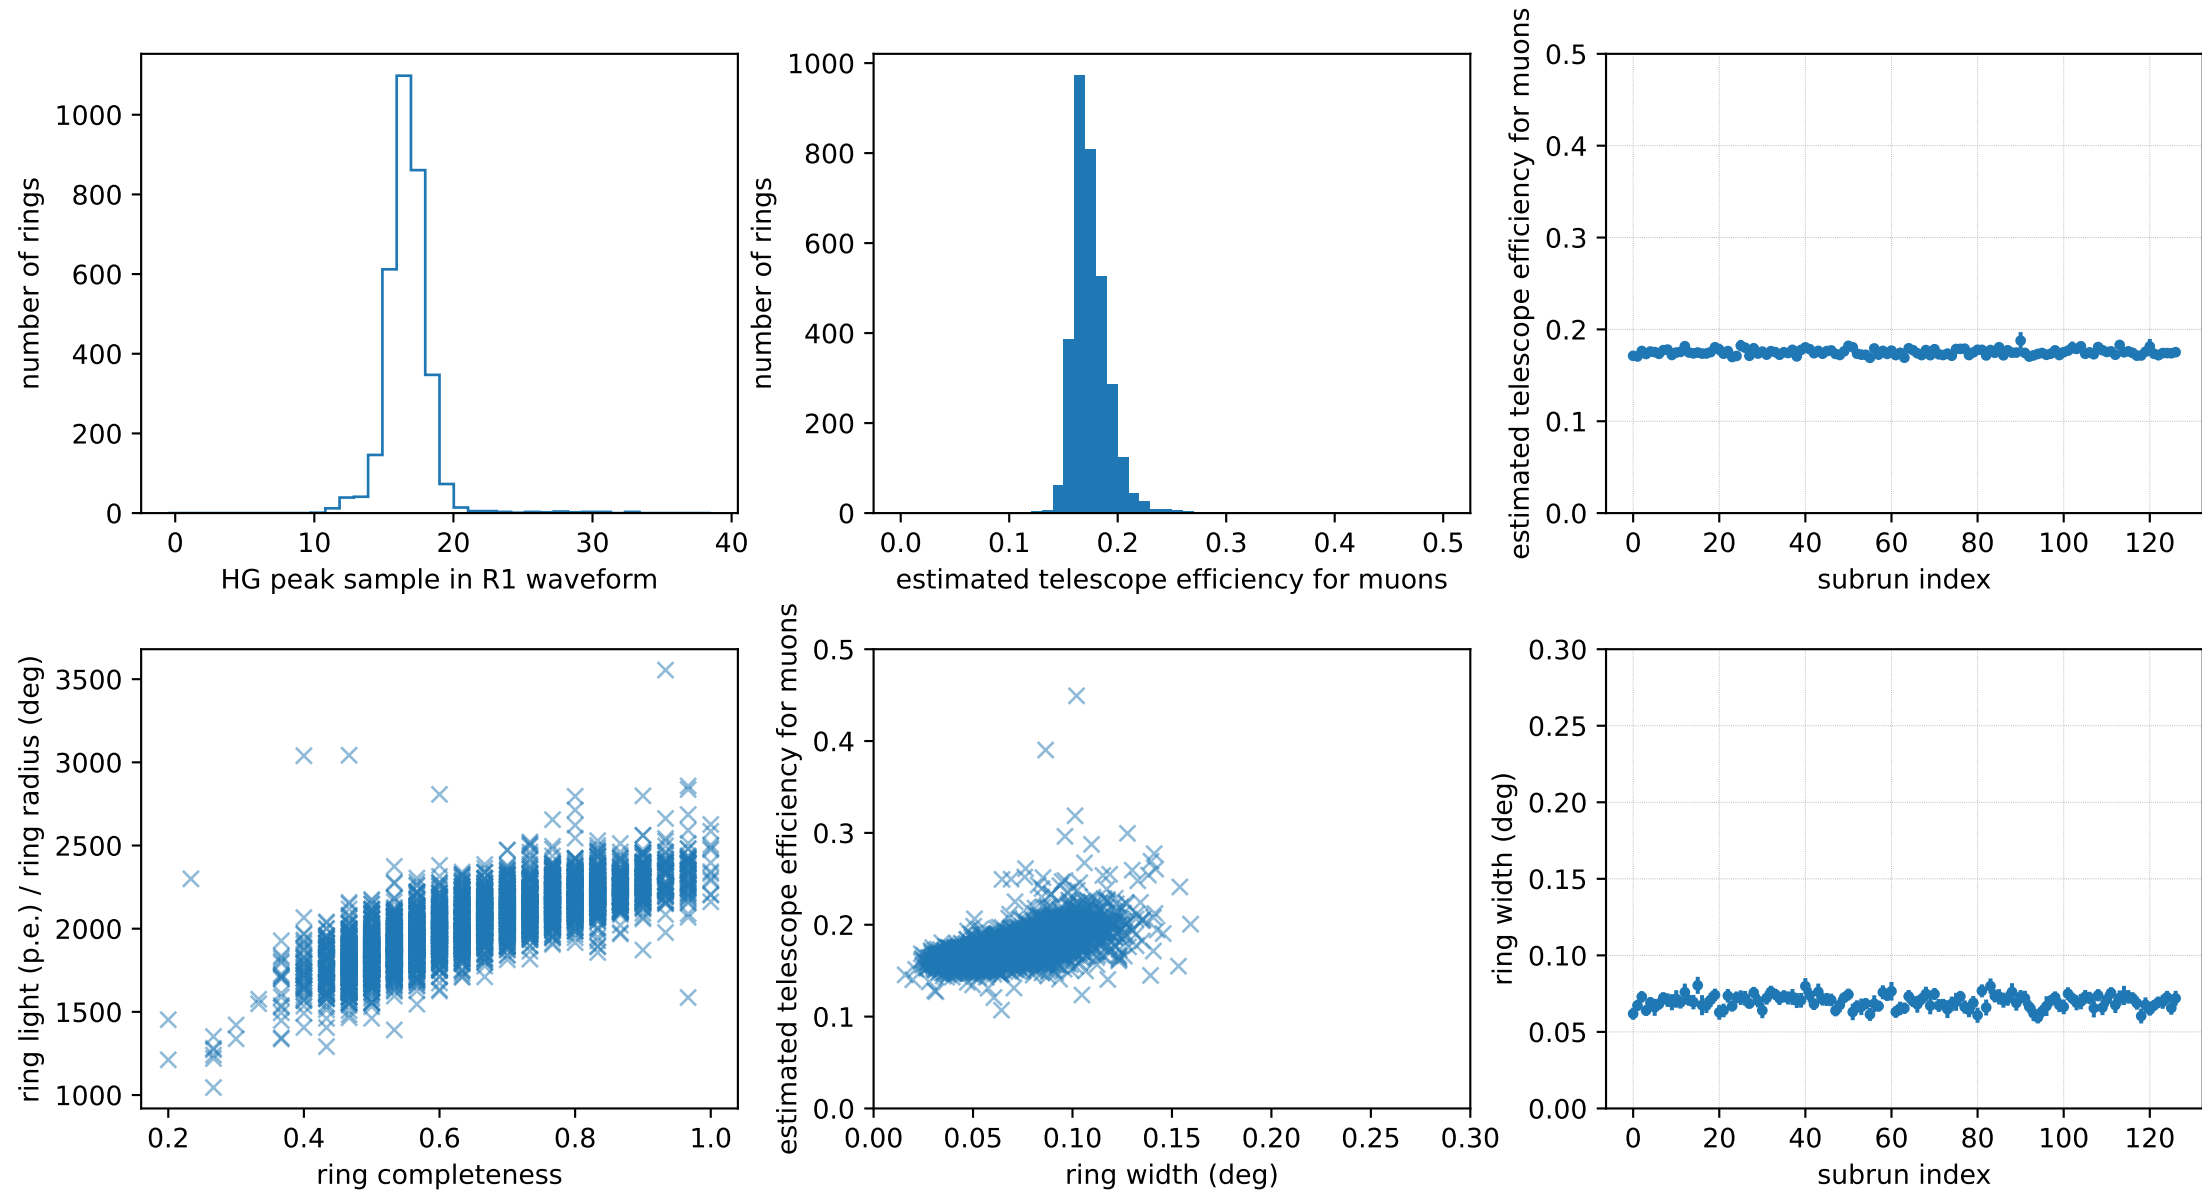 number of rings
1000
800
600
400
200
0
0 10 20 30 40
HG peak sample in R1 waveform
number of rings
1000
800
600
400
200
0
0.0 0.1 0.2 0.3 0.4 0.5
estimated telescope efficiency for muons
estimated telescope efficiency for muons
0.5
0.4
0.3
0.2
0.1
0.0
0 20 40 60 80 100 120
subrun index
ring light (p.e.) / ring radius (deg)
3500
3000
2500
2000
1500
1000
0.2 0.4 0.6 0.8 1.0
ring completeness
estimated telescope efficiency for muons
0.5
0.4
0.3
0.2
0.1
0.0
0.00 0.05 0.10 0.15 0.20 0.25 0.30
ring width (deg)
ring width (deg)
0.30
0.25
0.20
0.15
0.10
0.05
0.00
0 20 40 60 80 100 120
subrun index